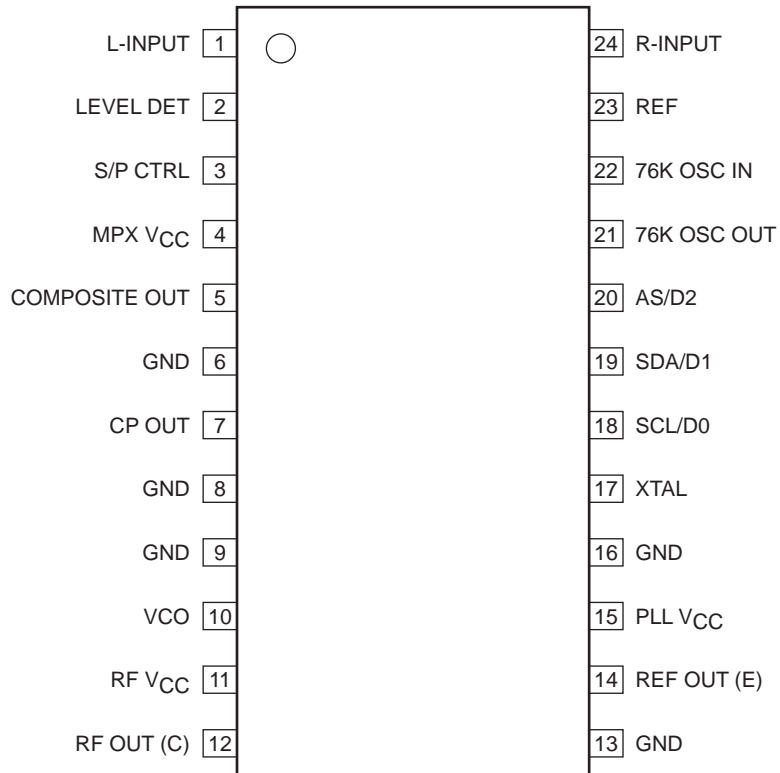 L-INPUT 1 24 R-INPUT
LEVEL DET 2 23 REF
S/P CTRL 3 22 76K OSC IN
MPX VCC 4 21 76K OSC OUT
COMPOSITE OUT 5 20 AS/D2
GND 6 19 SDA/D1
CP OUT 7 18 SCL/D0
GND 8 17 XTAL
GND 9 16 GND
VCO 10 15 PLL VCC
RF VCC 11 14 REF OUT (E)
RF OUT (C) 12 13 GND